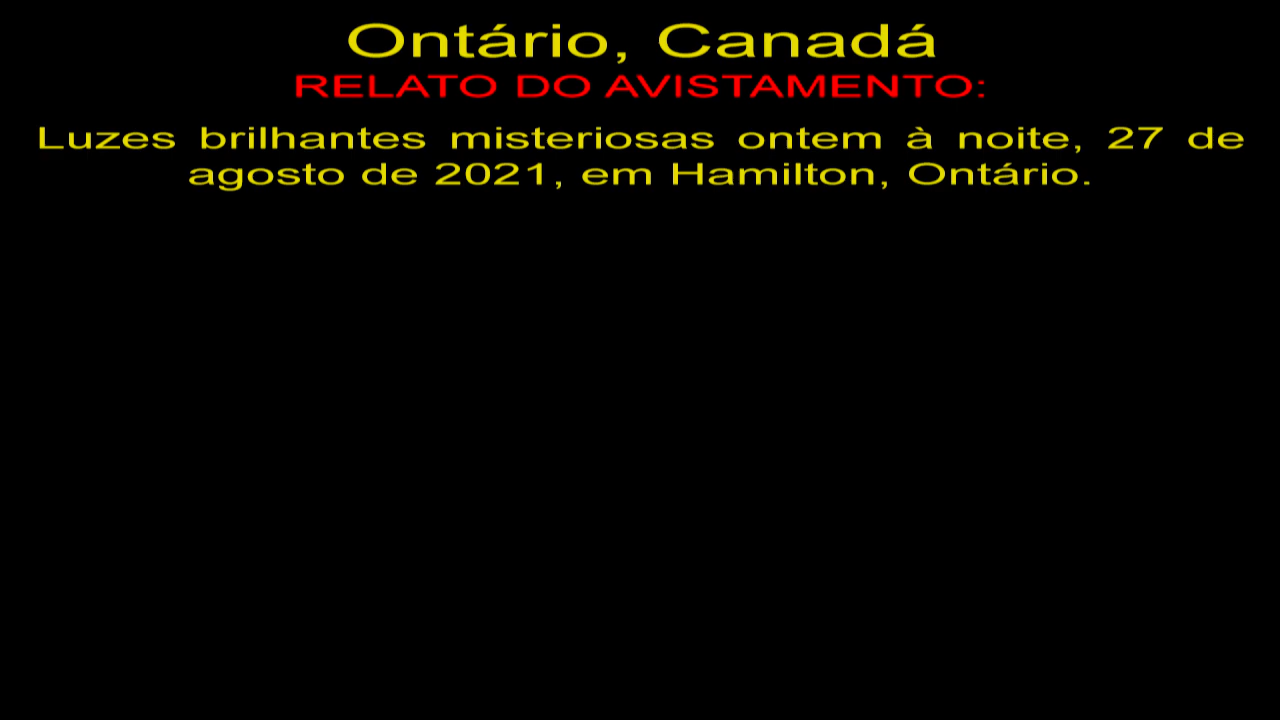 Ontário, Canadá
RELATO DO AVISTAMENTO:
Luzes brilhantes misteriosas ontem à noite, 27 de
agosto de 2021, em Hamilton, Ontário.